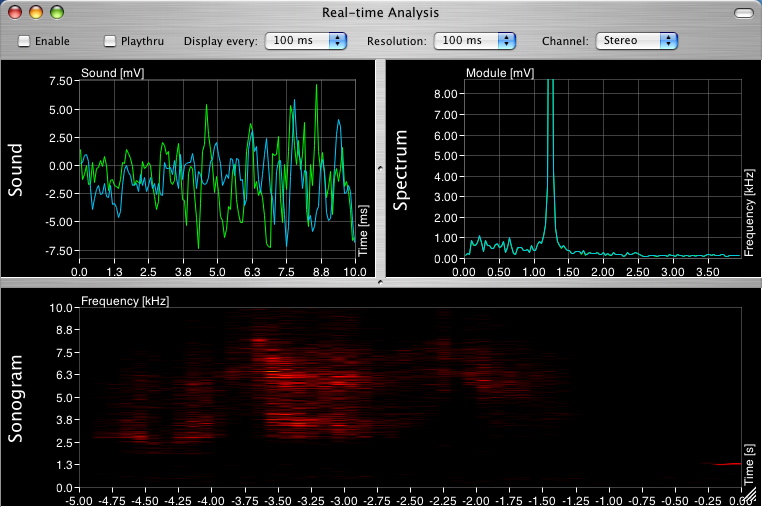 Real-time Analysis
Enable Playthru Display every: 100 ms Resolution: 100 ms Channel: Stereo
Sound [mV]
7.50
5.00
2.50
0.00
-2.50
-5.00
-7.50
Sound
Time [ms]
0.0 1.3 2.5 3.8 5.0 6.3 7.5 8.8 10.0
Module [mV]
8.00
7.00
6.00
5.00
4.00
3.00
2.00
1.00
0.00
Spectrum
Frequency [kHz]
0.00 0.50 1.00 1.50 2.00 2.50 3.00 3.50
Frequency [kHz]
10.0
8.8
7.5
6.3
5.0
3.8
2.5
1.3
0.0
Sonogram
Time [s]
-5.00 -4.75 -4.50 -4.25 -4.00 -3.75 -3.50 -3.25 -3.00 -2.75 -2.50 -2.25 -2.00 -1.75 -1.50 -1.25 -1.00 -0.75 -0.50 -0.25 0.00